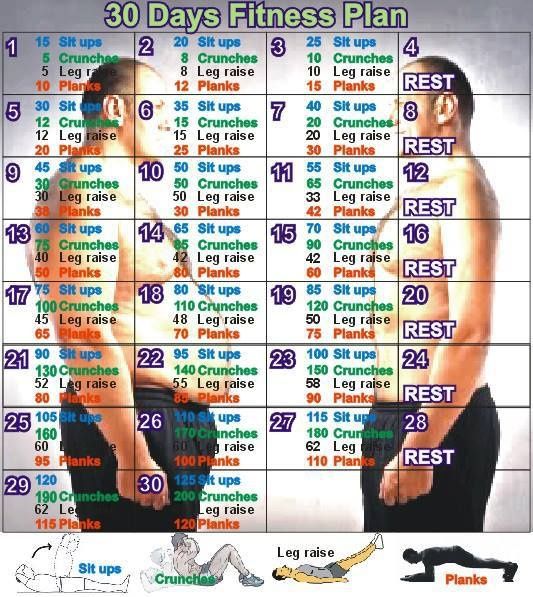 30 Days Fitness Plan
1
15 Sit ups
5 Crunches
5 Leg raise
10 Planks
2
20 Sit ups
8 Crunches
8 Leg raise
12 Planks
3
25 Sit ups
10 Crunches
10 Leg raise
15 Planks
4
REST
5
30 Sit ups
12 Crunches
12 Leg raise
20 Planks
6
35 Sit ups
15 Crunches
15 Leg raise
25 Planks
7
40 Sit ups
20 Crunches
20 Leg raise
30 Planks
8
REST
9
45 Sit ups
30 Crunches
30 Leg raise
38 Planks
10
50 Sit ups
50 Crunches
50 Leg raise
30 Planks
11
55 Sit ups
65 Crunches
33 Leg raise
42 Planks
12
REST
13
60 Sit ups
75 Crunches
40 Leg raise
50 Planks
14
65 Sit ups
85 Crunches
42 Leg raise
Planks
15
70 Sit ups
90 Crunches
42 Leg raise
60 Planks
16
REST
17
75 Sit ups
100 Crunches
45 Leg raise
65 Planks
18
80 Sit ups
110 Crunches
48 Leg raise
70 Planks
19
85 Sit ups
120 Crunches
50 Leg raise
75 Planks
20
REST
21
90 Sit ups
130 Crunches
52 Leg raise
80 Planks
22
95 Sit ups
140 Crunches
55 Leg raise
85 Planks
23
100 Sit ups
150 Crunches
58 Leg raise
90 Planks
24
REST
25
105 Sit ups
160
60
95 Planks
26
110 Sit ups
170 Crunches
60 Leg raise
100 Planks
27
115 Sit ups
180 Crunches
62 Leg raise
110 Planks
28
REST
29
120
190 Crunches
62 Leg raise
115 Planks
30
125 Sit ups
200 Crunches
Leg raise
120 Planks
Sit ups
Crunches
Leg raise
Planks